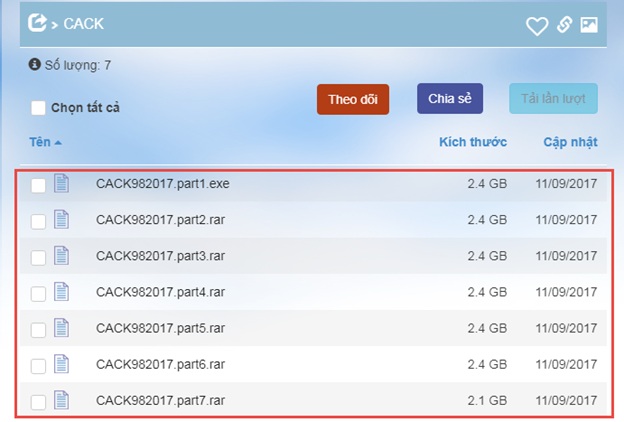 > CACK
Số lượng: 7
Chọn tất cả
Theo dõi
Chia sẻ
Tải lần lượt
Tên Kích thước Cập nhật
CACK982017.part1.exe 2.4 GB 11/09/2017
CACK982017.part2.rar 2.4 GB 11/09/2017
CACK982017.part3.rar 2.4 GB 11/09/2017
CACK982017.part4.rar 2.4 GB 11/09/2017
CACK982017.part5.rar 2.4 GB 11/09/2017
CACK982017.part6.rar 2.4 GB 11/09/2017
CACK982017.part7.rar 2.1 GB 11/09/2017